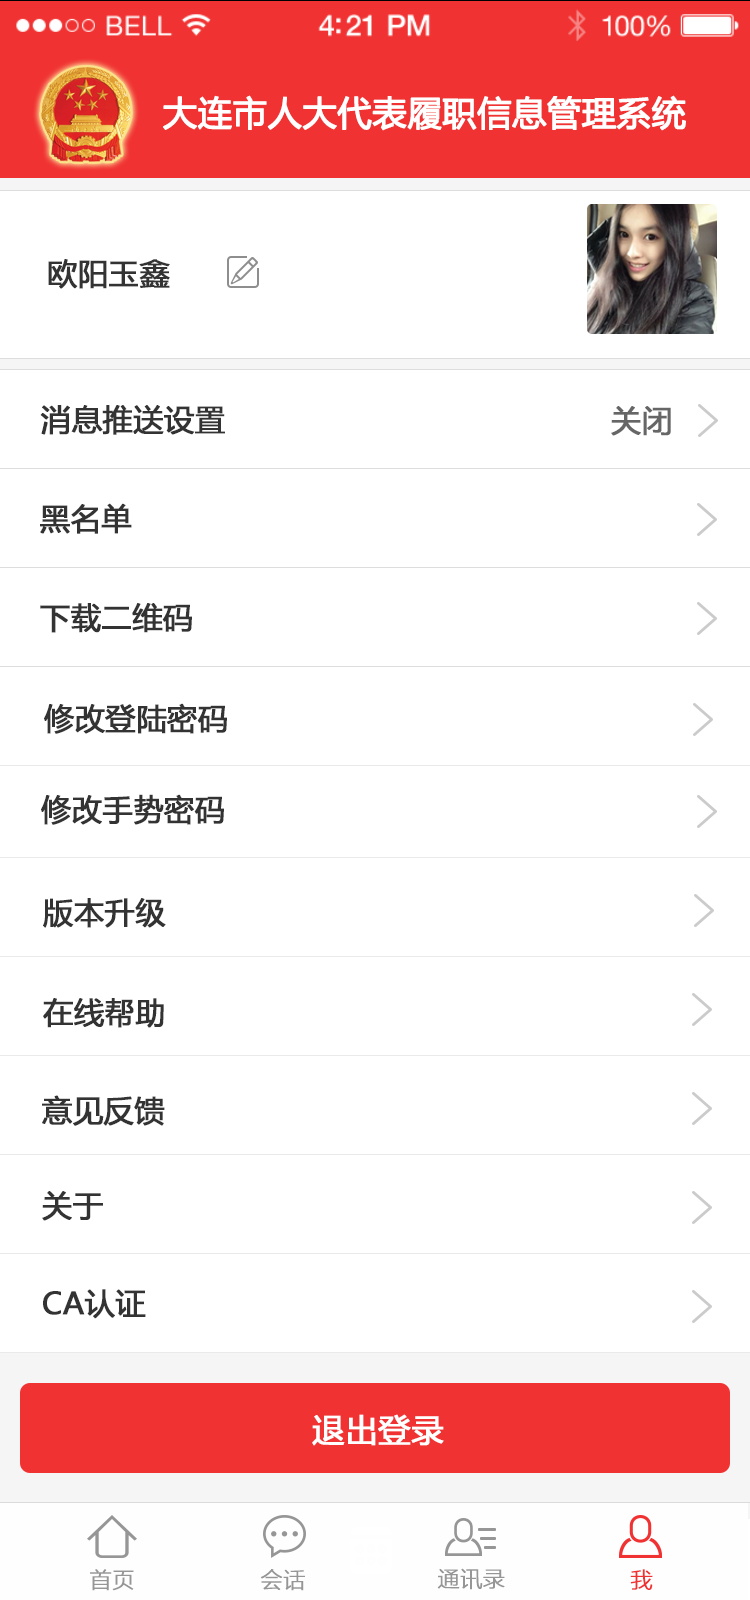 BELL 4:21 PM 100%
大连市人大代表履职信息管理系统
欧阳玉鑫
消息推送设置 关闭
黑名单
下载二维码
修改登陆密码
修改手势密码
版本升级
在线帮助
意见反馈
关于
CA认证
退出登录
首页 会话 通讯录 我